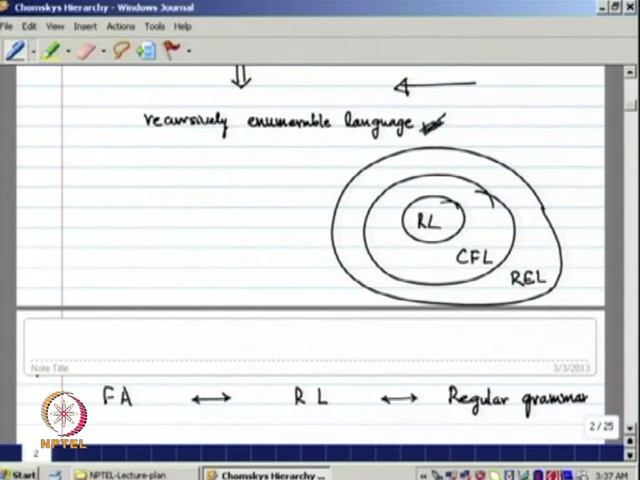 Chomskys Hierarchy - Windows Journal
File Edit View Insert Actions Tools Help
recursively enumerable language
RL
CFL
REL
Note Title
3/3/2013
FA ↔ RL ↔ Regular grammar
NPTEL
2 / 25
2
Start NPTEL-Lecture-plan Chomskys Hierarchy - ... 3:37 AM